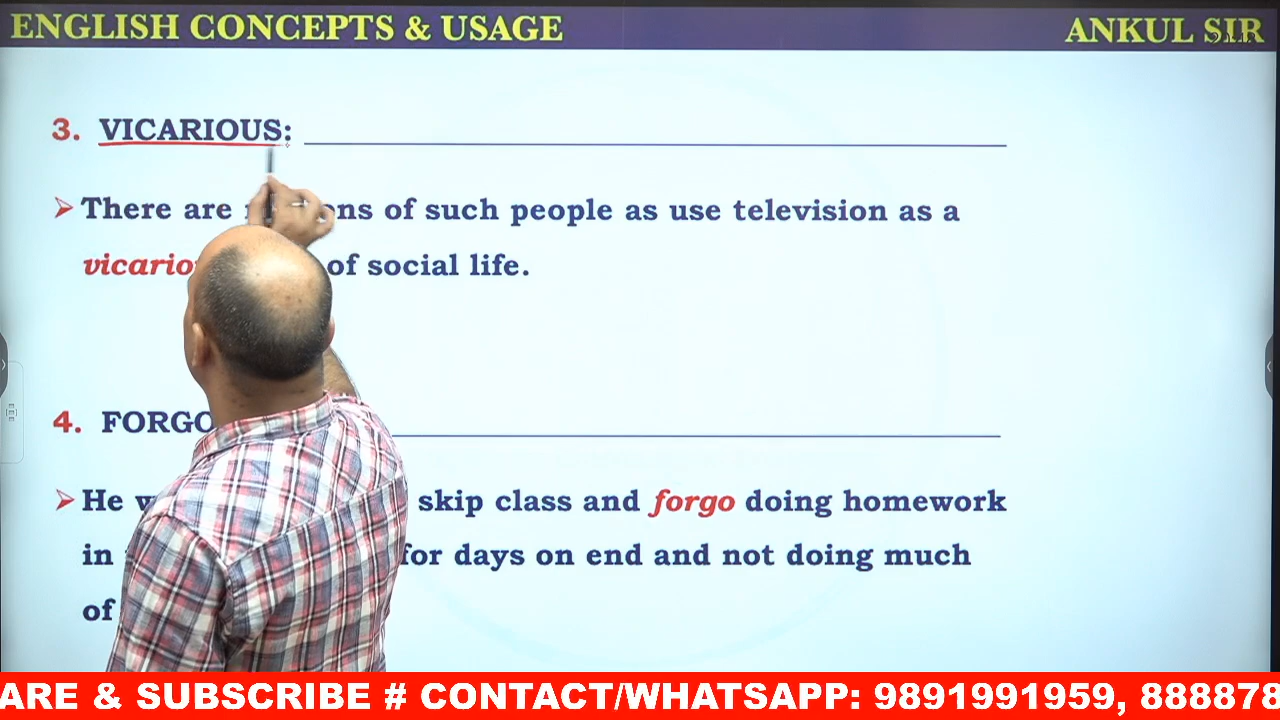 ENGLISH CONCEPTS & USAGE
ANKUL SIR
3. VICARIOUS:
There are of such people as use television as a
of social life.
4. FORGO
He skip class and forgo doing homework
in for days on end and not doing much
of
ARE & SUBSCRIBE # CONTACT/WHATSAPP: 9891991959, 888878